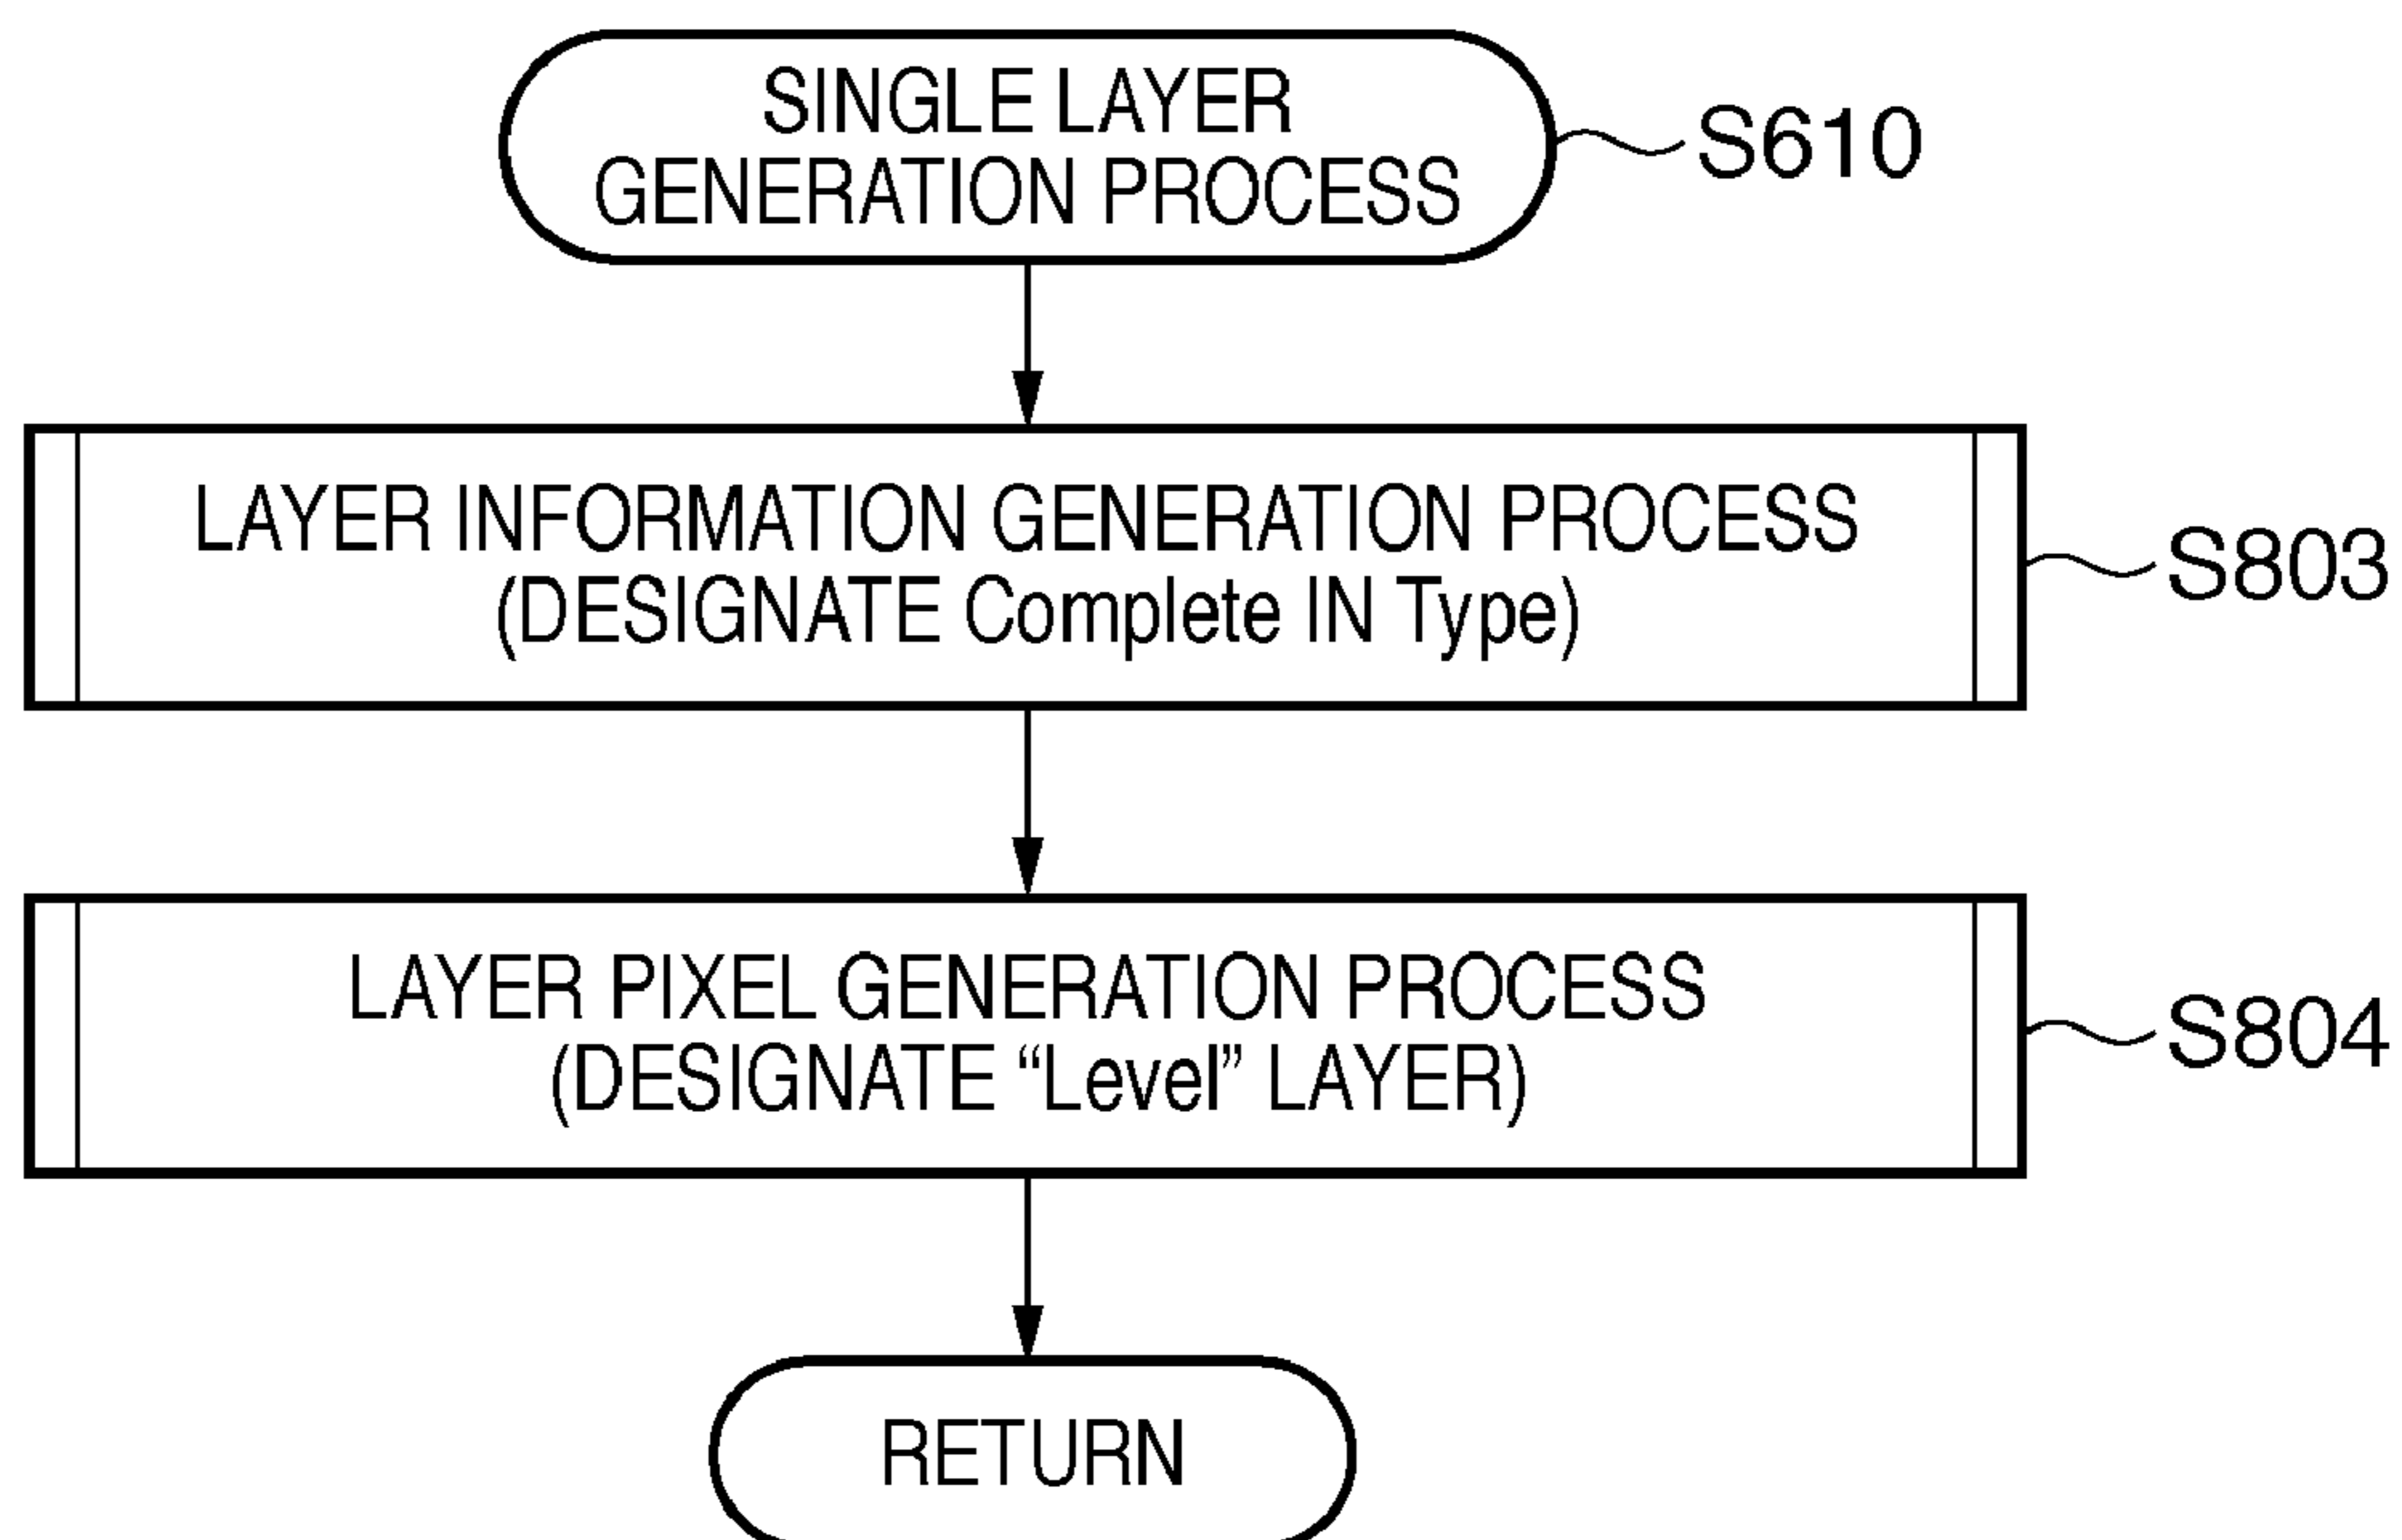 SINGLE LAYER
GENERATION PROCESS
S610
LAYER INFORMATION GENERATION PROCESS
(DESIGNATE Complete IN Type)
S803
LAYER PIXEL GENERATION PROCESS
(DESIGNATE “Level” LAYER)
S804
RETURN